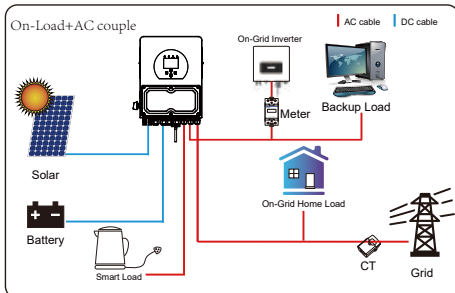 On-Load+AC couple
AC cable
DC cable
On-Grid Inverter
Meter
Backup Load
Solar
On-Grid Home Load
Battery
Smart Load
CT
Grid